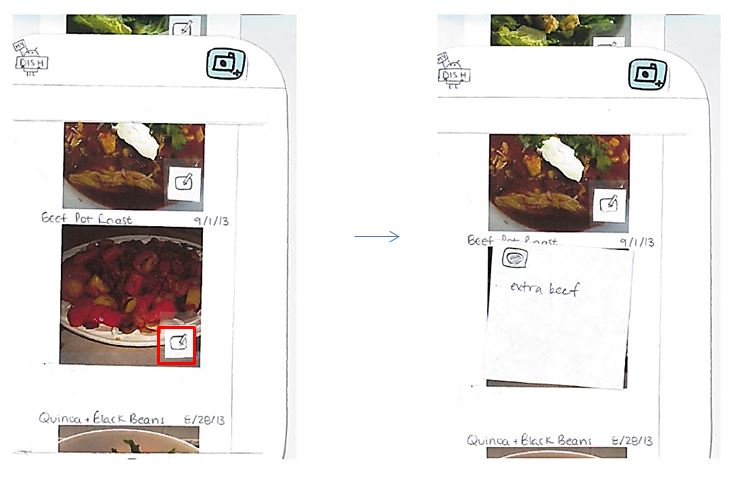 MY
DISH
Beef Pot Roast 9/1/13
Quinoa + Black Beans 8/28/13
MY
DISH
Beef Pot Roast 9/1/13
extra beef
Quinoa + Black Beans 8/28/13